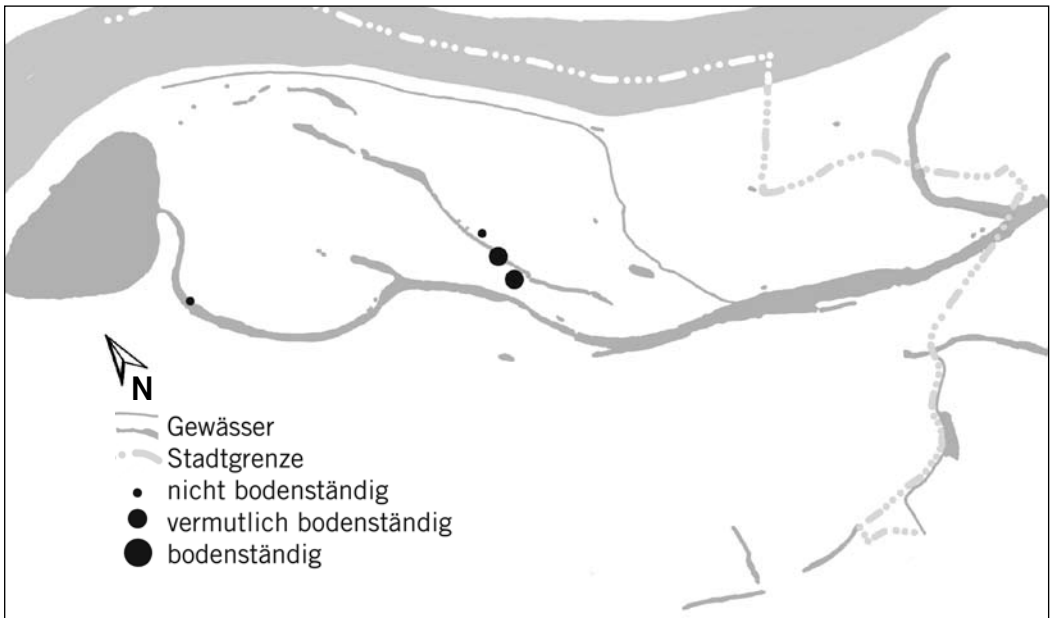 N
Gewässer
Stadtgrenze
nicht bodenständig
vermutlich bodenständig
bodenständig